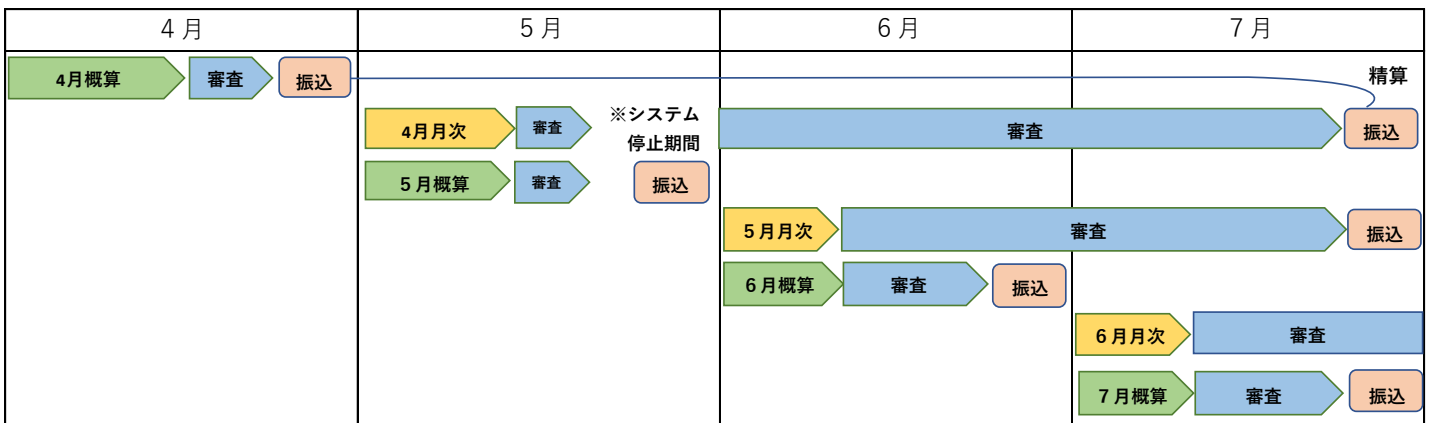 4月
5月
6月
7月
4月概算
審査
振込
精算
4月月次
審査
※システム
停止期間
審査
振込
5月概算
審査
振込
5月月次
審査
振込
6月概算
審査
振込
6月月次
審査
7月概算
審査
振込